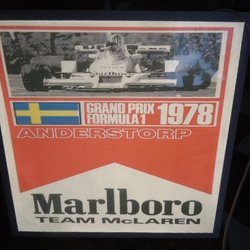 GRAND PRIX
FORMULA 1
1978
ANDERSTORP
Marlboro
TEAM McLAREN